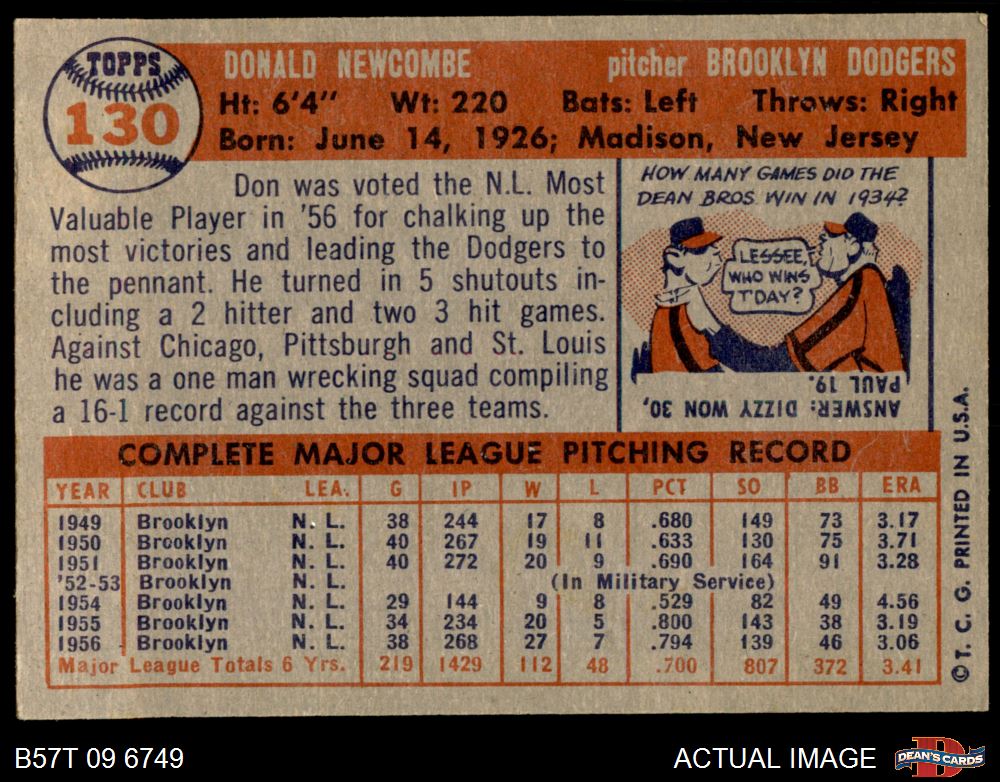 TOPPS
130
DONALD NEWCOMBE pitcher BROOKLYN DODGERS
Ht: 6'4" Wt: 220 Bats: Left Throws: Right
Born: June 14, 1926; Madison, New Jersey
Don was voted the N.L. Most
Valuable Player in '56 for chalking up the
most victories and leading the Dodgers to
the pennant. He turned in 5 shutouts in-
cluding a 2 hitter and two 3 hit games.
Against Chicago, Pittsburgh and St. Louis
he was a one man wrecking squad compiling
a 16-1 record against the three teams.
HOW MANY GAMES DID THE
DEAN BROS. WIN IN 1934?
LESSEE,
WHO WINS
T'DAY?
ANSWER: DIZZY WON 30,
PAUL 19.
COMPLETE MAJOR LEAGUE PITCHING RECORD
YEAR CLUB LEA. G IP W L PCT SO BB ERA
1949 Brooklyn N. L. 38 244 17 8 .680 149 73 3.17
1950 Brooklyn N. L. 40 267 19 11 .633 130 75 3.71
1951 Brooklyn N. L. 40 272 20 9 .690 164 91 3.28
'52-53 Brooklyn N. L. (In Military Service)
1954 Brooklyn N. L. 29 144 9 8 .529 82 49 4.56
1955 Brooklyn N. L. 34 234 20 5 .800 143 38 3.19
1956 Brooklyn N. L. 38 268 27 7 .794 139 46 3.06
Major League Totals 6 Yrs. 219 1429 112 48 .700 807 372 3.41
© T. C. G. PRINTED IN U.S.A.
B57T 09 6749
ACTUAL IMAGE
D
DEAN'S CARDS